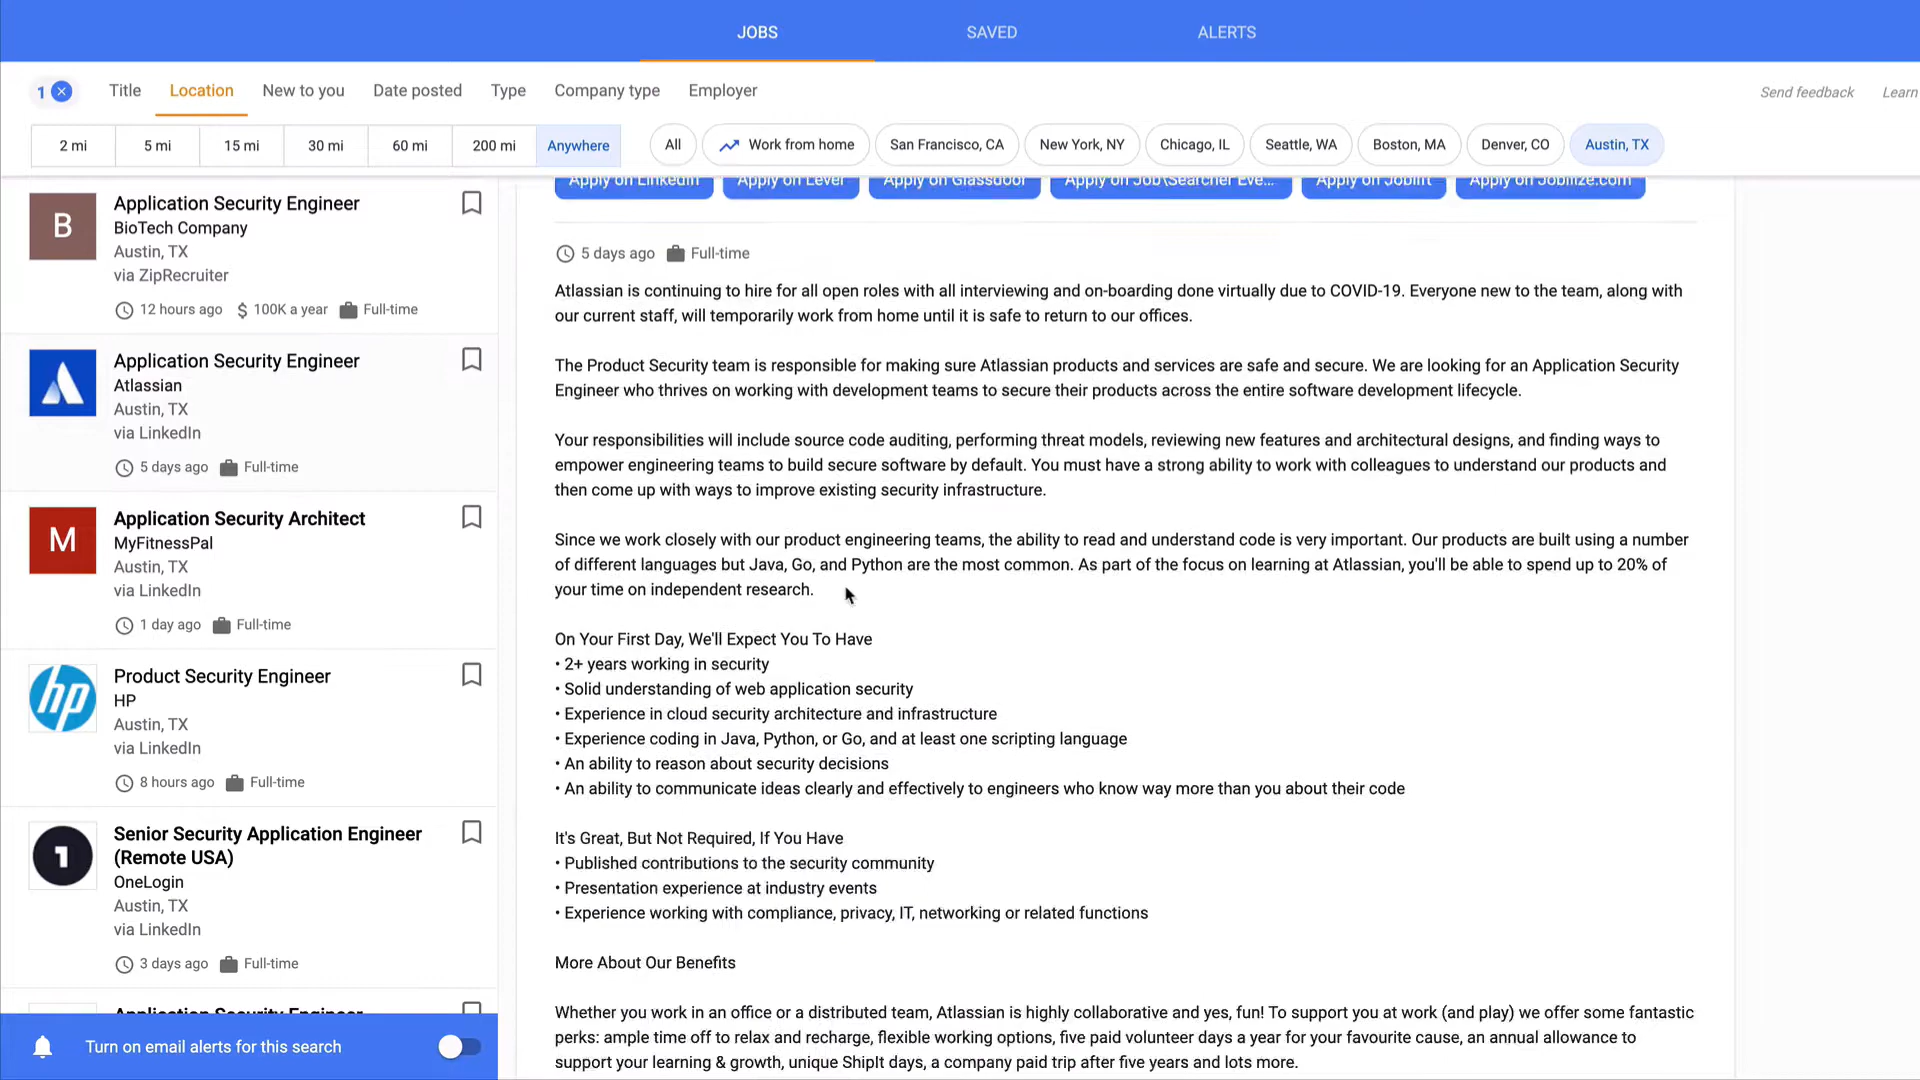 JOBS
SAVED
ALERTS
1
Title
Location
New to you
Date posted
Type
Company type
Employer
Send feedback
Learn
2 mi
5 mi
15 mi
30 mi
60 mi
200 mi
Anywhere
All
Work from home
San Francisco, CA
New York, NY
Chicago, IL
Seattle, WA
Boston, MA
Denver, CO
Austin, TX
B
Application Security Engineer
BioTech Company
Austin, TX
via ZipRecruiter
12 hours ago $ 100K a year Full-time
Application Security Engineer
Atlassian
Austin, TX
via LinkedIn
5 days ago Full-time
M
Application Security Architect
MyFitnessPal
Austin, TX
via LinkedIn
1 day ago Full-time
hp
Product Security Engineer
HP
Austin, TX
via LinkedIn
8 hours ago Full-time
1
Senior Security Application Engineer
(Remote USA)
OneLogin
Austin, TX
via LinkedIn
3 days ago Full-time
Application Security Engineer
Turn on email alerts for this search
Apply on LinkedIn
Apply on Lever
Apply on Glassdoor
Apply on Job\Searcher Eve...
Apply on Joblift
Apply on Jobilize.com
5 days ago Full-time
Atlassian is continuing to hire for all open roles with all interviewing and on-boarding done virtually due to COVID-19. Everyone new to the team, along with
our current staff, will temporarily work from home until it is safe to return to our offices.
The Product Security team is responsible for making sure Atlassian products and services are safe and secure. We are looking for an Application Security
Engineer who thrives on working with development teams to secure their products across the entire software development lifecycle.
Your responsibilities will include source code auditing, performing threat models, reviewing new features and architectural designs, and finding ways to
empower engineering teams to build secure software by default. You must have a strong ability to work with colleagues to understand our products and
then come up with ways to improve existing security infrastructure.
Since we work closely with our product engineering teams, the ability to read and understand code is very important. Our products are built using a number
of different languages but Java, Go, and Python are the most common. As part of the focus on learning at Atlassian, you'll be able to spend up to 20% of
your time on independent research.
On Your First Day, We'll Expect You To Have
• 2+ years working in security
• Solid understanding of web application security
• Experience in cloud security architecture and infrastructure
• Experience coding in Java, Python, or Go, and at least one scripting language
• An ability to reason about security decisions
• An ability to communicate ideas clearly and effectively to engineers who know way more than you about their code
It's Great, But Not Required, If You Have
• Published contributions to the security community
• Presentation experience at industry events
• Experience working with compliance, privacy, IT, networking or related functions
More About Our Benefits
Whether you work in an office or a distributed team, Atlassian is highly collaborative and yes, fun! To support you at work (and play) we offer some fantastic
perks: ample time off to relax and recharge, flexible working options, five paid volunteer days a year for your favourite cause, an annual allowance to
support your learning & growth, unique ShipIt days, a company paid trip after five years and lots more.